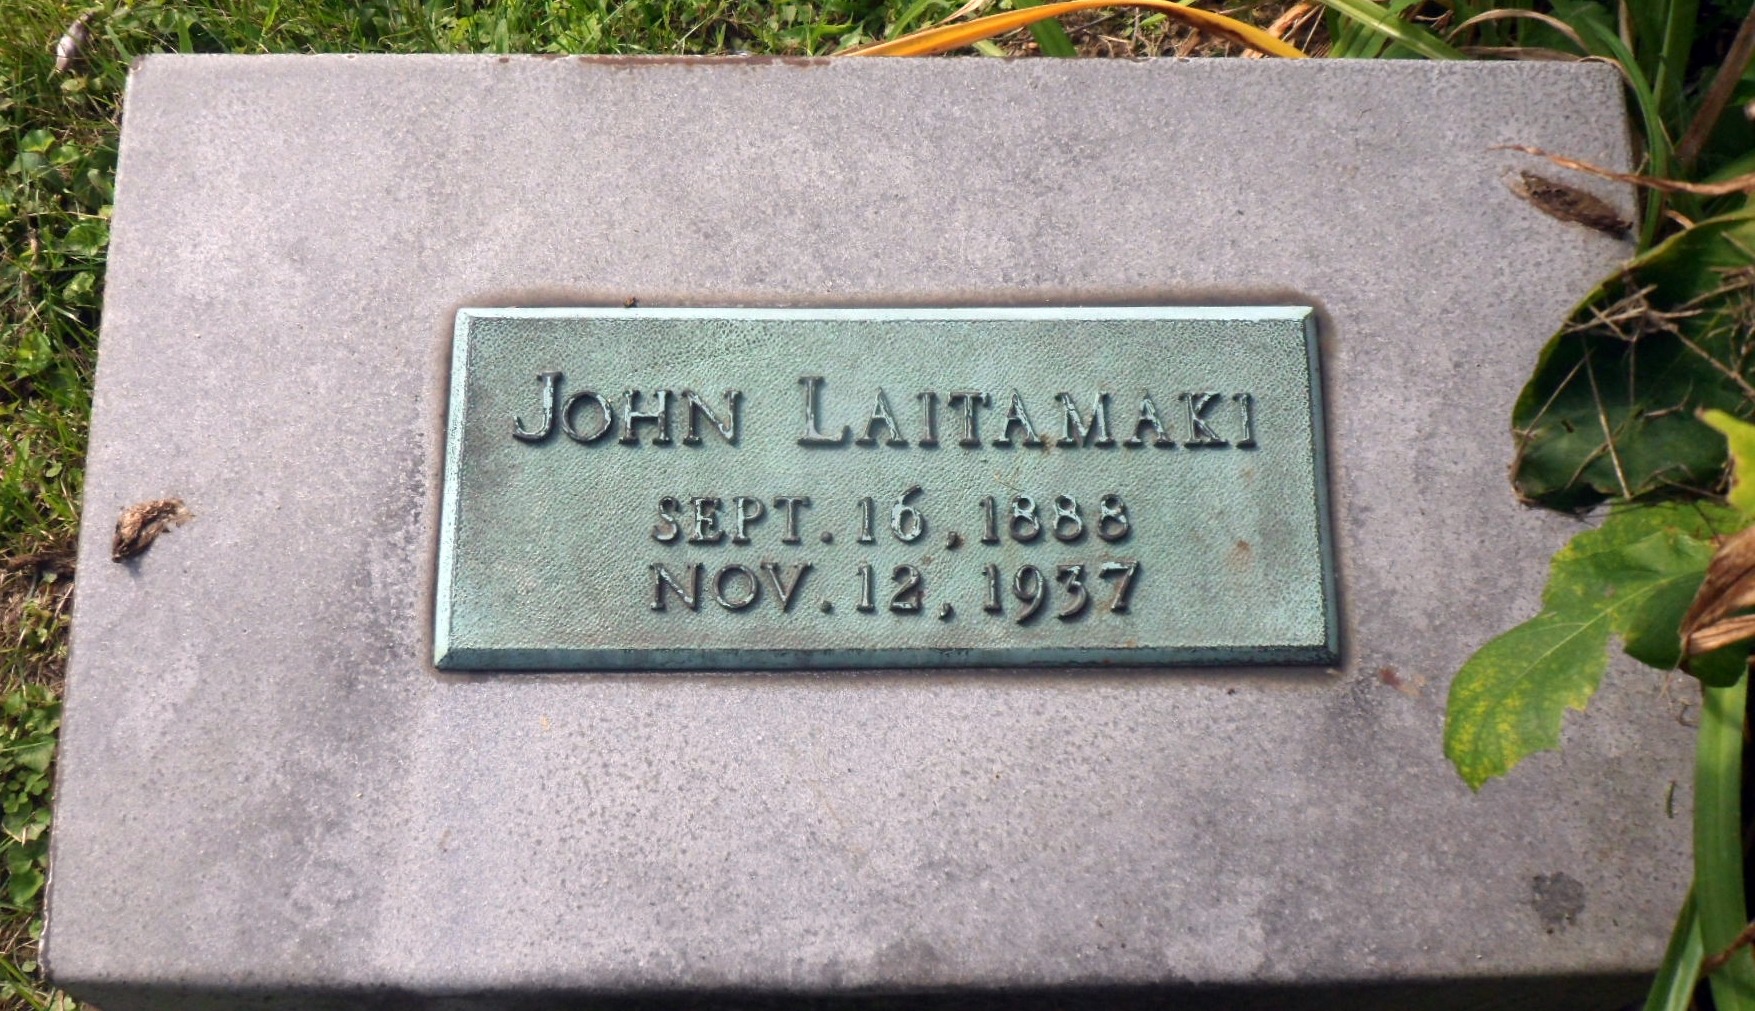 JOHN LAITAMAKI
SEPT. 16, 1888
NOV. 12, 1937